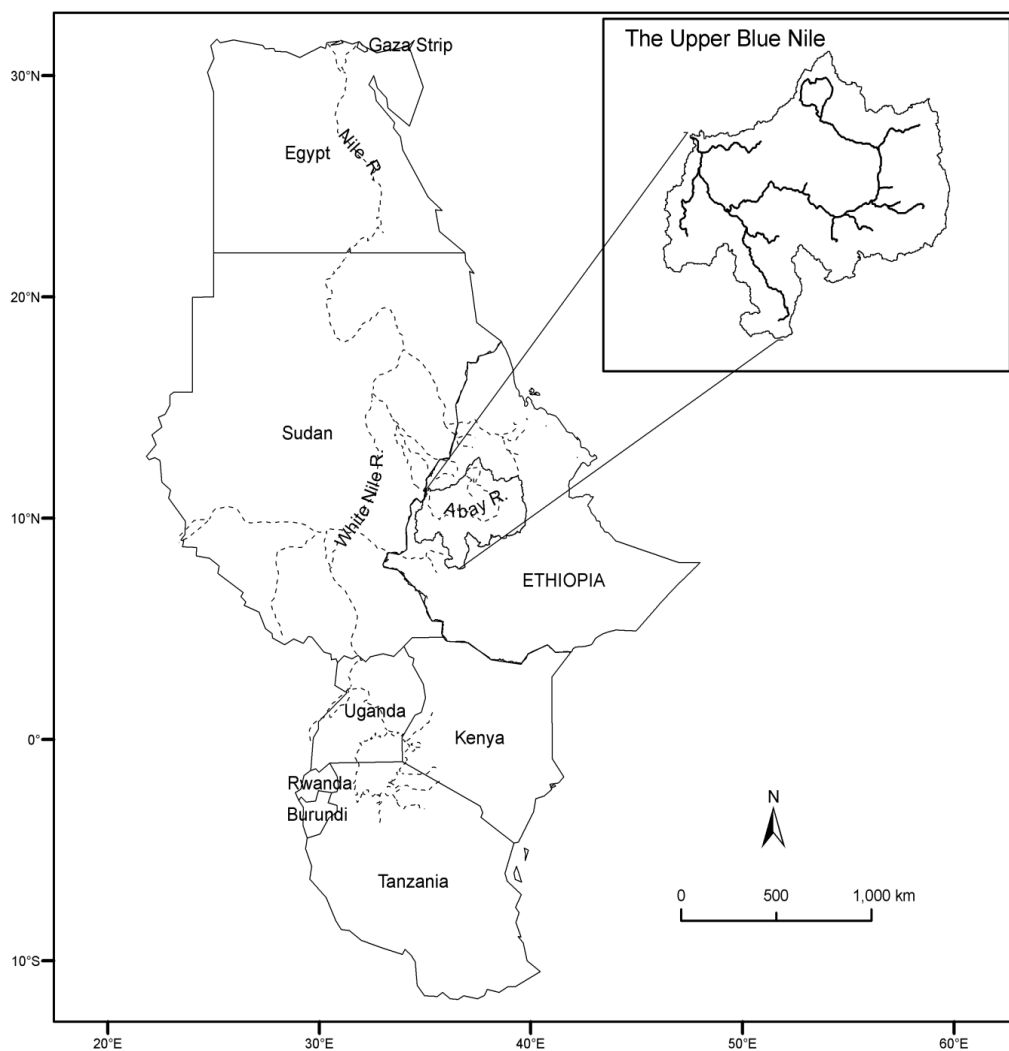 The Upper Blue Nile
Gaza Strip
30°N
Egypt
Nile R.
20°N
Sudan
White Nile R.
Abay R.
10°N
ETHIOPIA
Uganda
Kenya
0°
Rwanda
Burundi
N
Tanzania
0 500 1,000 km
10°S
20°E 30°E 40°E 50°E 60°E